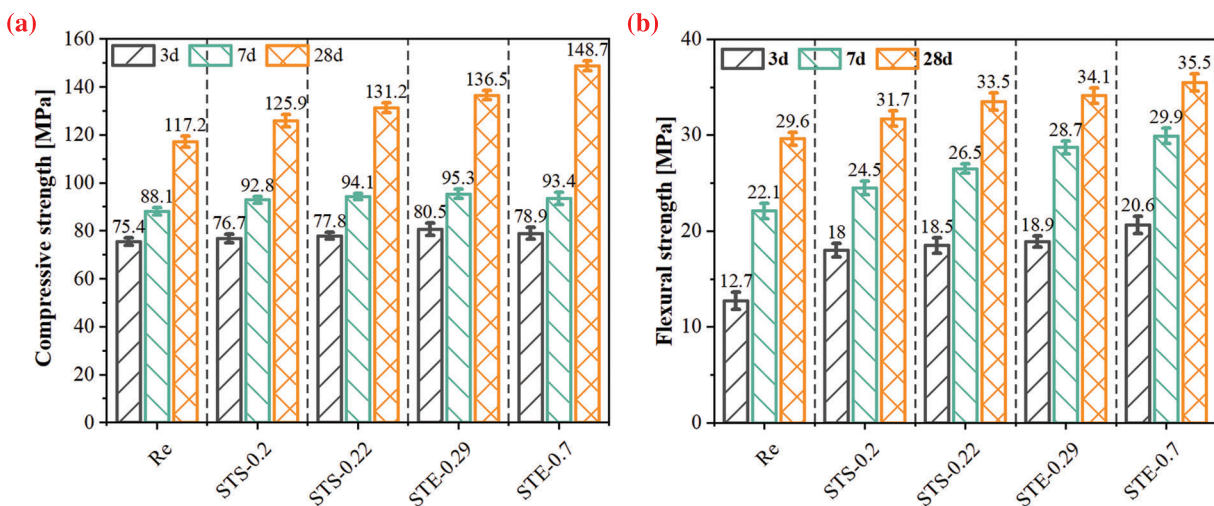 (a)
Compressive strength [MPa]
160
140
120
100
80
60
40
20
0
3d 7d 28d
75.4 88.1 117.2
76.7 92.8 125.9
77.8 94.1 131.2
80.5 95.3 136.5
78.9 93.4 148.7
Re STS-0.2 STS-0.22 STE-0.29 STE-0.7
(b)
Flexural strength [MPa]
40
30
20
10
0
3d 7d 28d
12.7 22.1 29.6
18 24.5 31.7
18.5 26.5 33.5
18.9 28.7 34.1
20.6 29.9 35.5
Re STS-0.2 STS-0.22 STE-0.29 STE-0.7